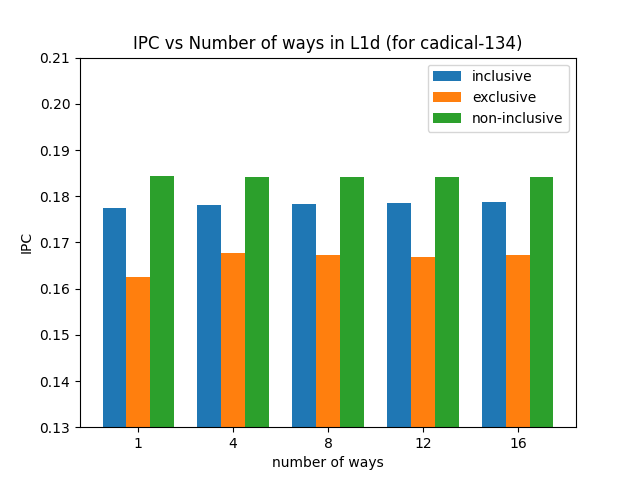 IPC vs Number of ways in L1d (for cadical-134)
inclusive
exclusive
non-inclusive
IPC
0.21
0.20
0.19
0.18
0.17
0.16
0.15
0.14
0.13
1 4 8 12 16
number of ways